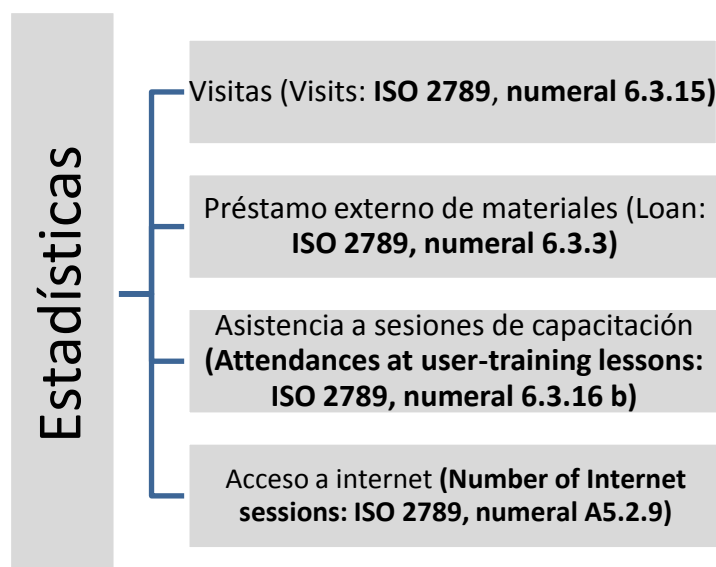 Estadísticas
Visitas (Visits: ISO 2789, numeral 6.3.15)
Préstamo externo de materiales (Loan:
ISO 2789, numeral 6.3.3)
Asistencia a sesiones de capacitación
(Attendances at user-training lessons:
ISO 2789, numeral 6.3.16 b)
Acceso a internet (Number of Internet
sessions: ISO 2789, numeral A5.2.9)